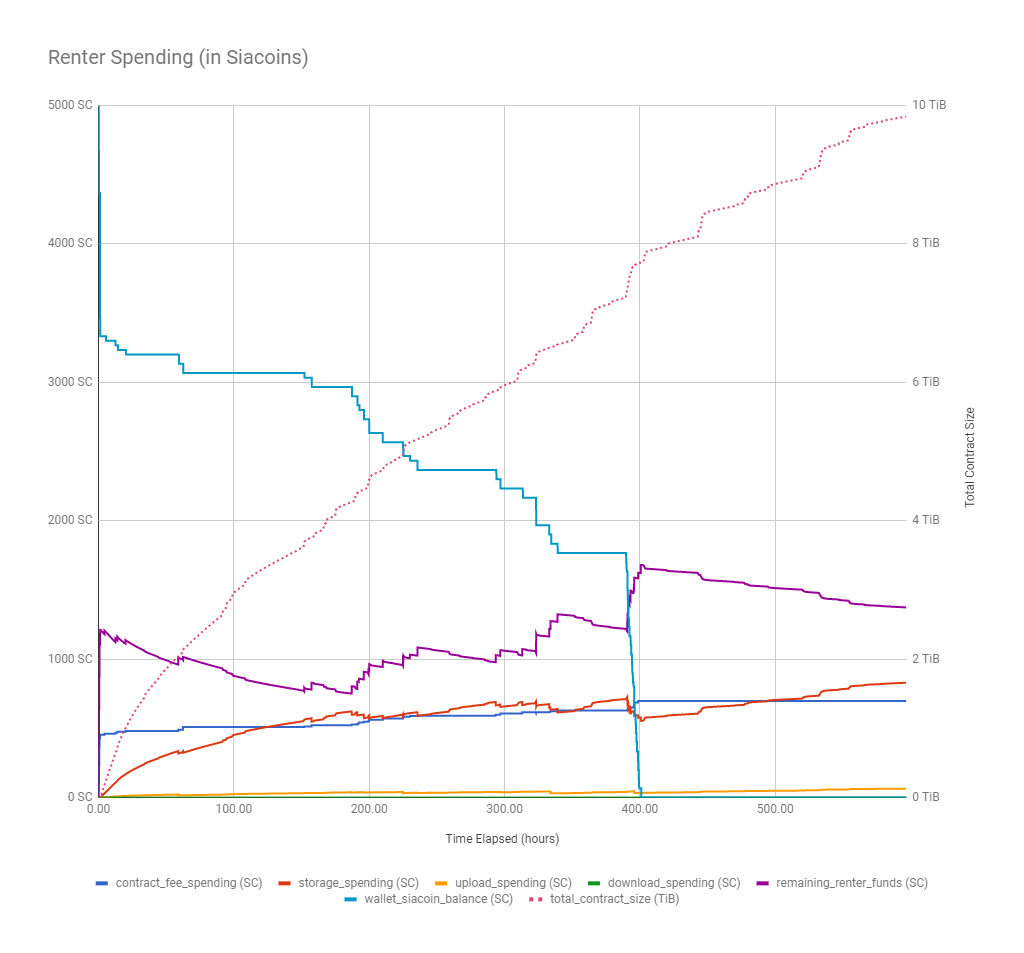 Renter Spending (in Siacoins)
5000 SC
10 TiB
4000 SC
8 TiB
3000 SC
6 TiB
2000 SC
4 TiB
1000 SC
2 TiB
0 SC
0 TiB
0.00 100.00 200.00 300.00 400.00 500.00
Total Contract Size
Time Elapsed (hours)
contract_fee_spending (SC) storage_spending (SC) upload_spending (SC) download_spending (SC) remaining_renter_funds (SC)
wallet_siacoin_balance (SC) total_contract_size (TiB)